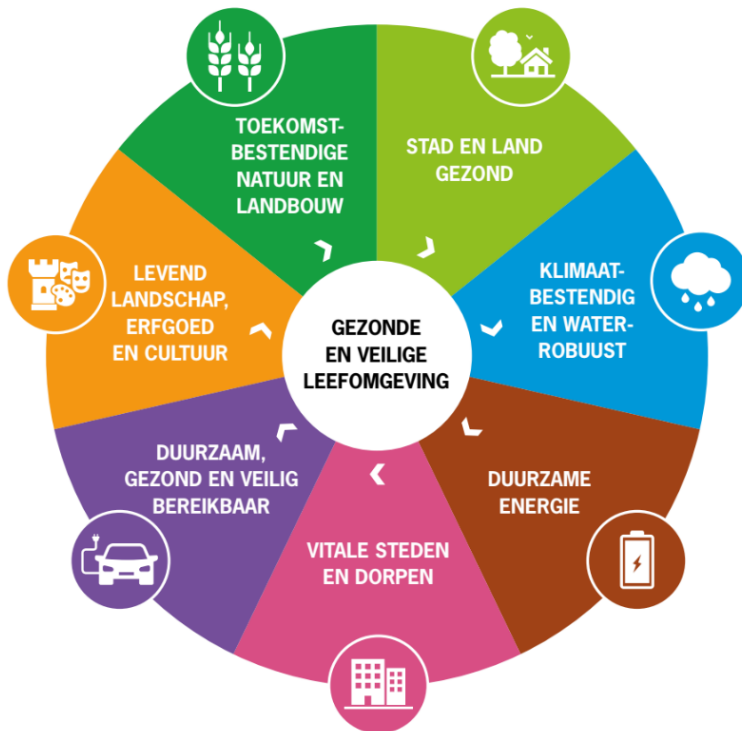 TOEKOMST-
BESTENDIGE
NATUUR EN
LANDBOUW
STAD EN LAND
GEZOND
KLIMAAT-
BESTENDIG
EN WATER-
ROBUUST
DUURZAME
ENERGIE
VITALE STEDEN
EN DORPEN
DUURZAAM,
GEZOND EN VEILIG
BEREIKBAAR
LEVEND
LANDSCHAP,
ERFGOED
EN CULTUUR
GEZONDE
EN VEILIGE
LEEFOMGEVING